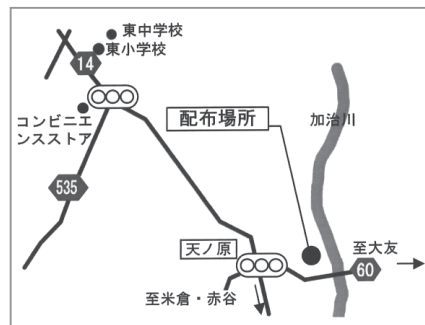 東中学校
東小学校
14
コンビニエ
ンスストア
配布場所
加治川
535
天ノ原
至大友
60
至米倉・赤谷